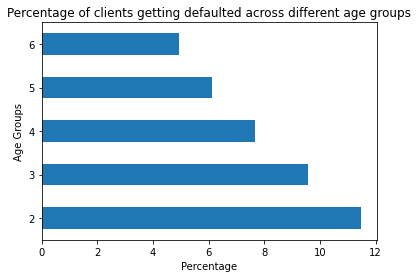 Percentage of clients getting defaulted across different age groups
6
5
4
3
2
Age Groups
0 2 4 6 8 10 12
Percentage